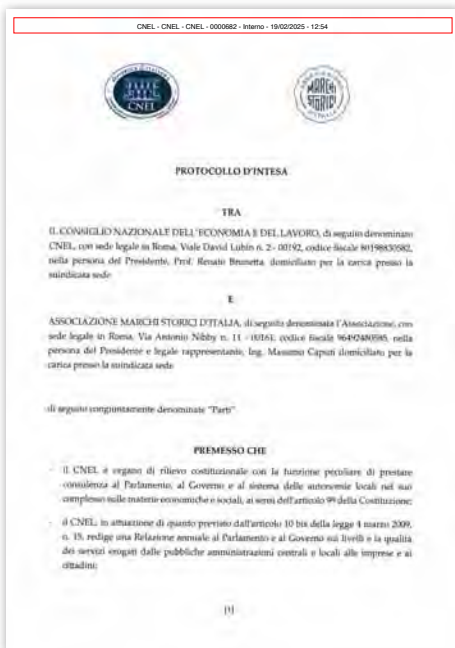 CNEL - CNEL - CNEL - 0000682 - Interno - 19/02/2025 - 12:54
CNEL
MARCHI
STORICI
PROTOCOLLO D'INTESA
TRA
IL CONSIGLIO NAZIONALE DELL'ECONOMIA E DEL LAVORO, di seguito denominato
CNEL, con sede legale in Roma, Viale David Lubin n. 2 - 00192, codice fiscale 80198830582,
nella persona del Presidente, Prof. Renato Brunetta, domiciliato per la carica presso la
suindicata sede
E
ASSOCIAZIONE MARCHI STORICI D'ITALIA, di seguito denominata l'Associazione, con
sede legale in Roma, Via Antonio Nibby n. 11 - 00161, codice fiscale 96492480585, nella
persona del Presidente e legale rappresentante, Ing. Massimo Caputi domiciliato per la
carica presso la suindicata sede
di seguito congiuntamente denominate "Parti"
PREMESSO CHE
- il CNEL è organo di rilievo costituzionale con la funzione peculiare di prestare
consulenza al Parlamento, al Governo e al sistema delle autonomie locali nel suo
complesso sulle materie economiche e sociali, ai sensi dell'articolo 99 della Costituzione;
- il CNEL, in attuazione di quanto previsto dall'articolo 10 bis della legge 4 marzo 2009,
n. 15, redige una Relazione annuale al Parlamento e al Governo sui livelli e la qualità
dei servizi erogati dalle pubbliche amministrazioni centrali e locali alle imprese e ai
cittadini;
[1]